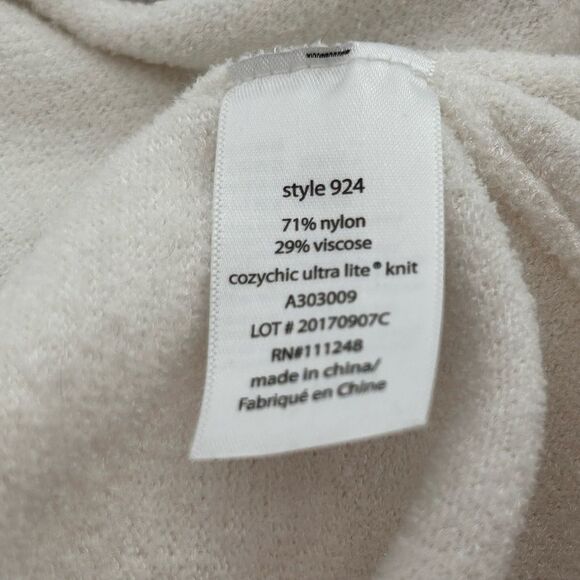 style 924
71% nylon
29% viscose
cozychic ultra lite® knit
A303009
LOT # 20170907C
RN#111248
made in china/
Fabriqué en Chine